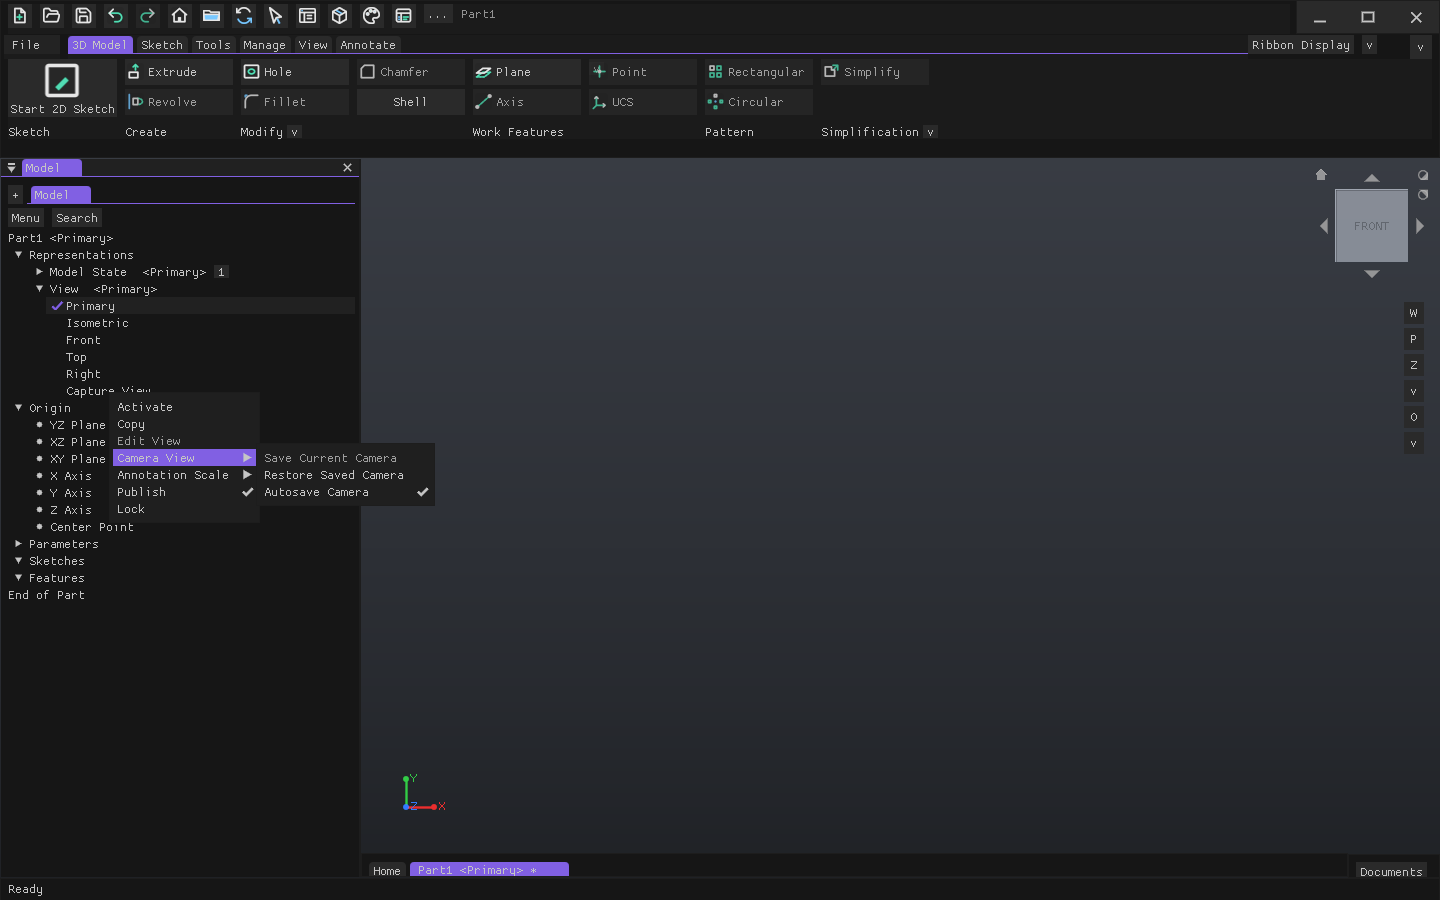 ... Part1
File 3D Model Sketch Tools Manage View Annotate Ribbon Display v v
Start 2D Sketch
Extrude
Revolve
Hole
Fillet
Chamfer
Shell
Plane
Axis
Point
UCS
Rectangular
Circular
Simplify
Sketch Create Modify v Work Features Pattern Simplification v
Model
+ Model
Menu Search
Part1 <Primary>
Representations
Model State <Primary> 1
View <Primary>
Primary
Isometric
Front
Top
Right
Capture View
Origin
YZ Plane
XZ Plane
XY Plane
X Axis
Y Axis
Z Axis
Center Point
Parameters
Sketches
Features
End of Part
Activate
Copy
Edit View
Camera View
Annotation Scale
Publish
Lock
Save Current Camera
Restore Saved Camera
Autosave Camera
FRONT
W
P
Z
v
O
v
Y
Z X
Home Part1 <Primary> * Documents
Ready